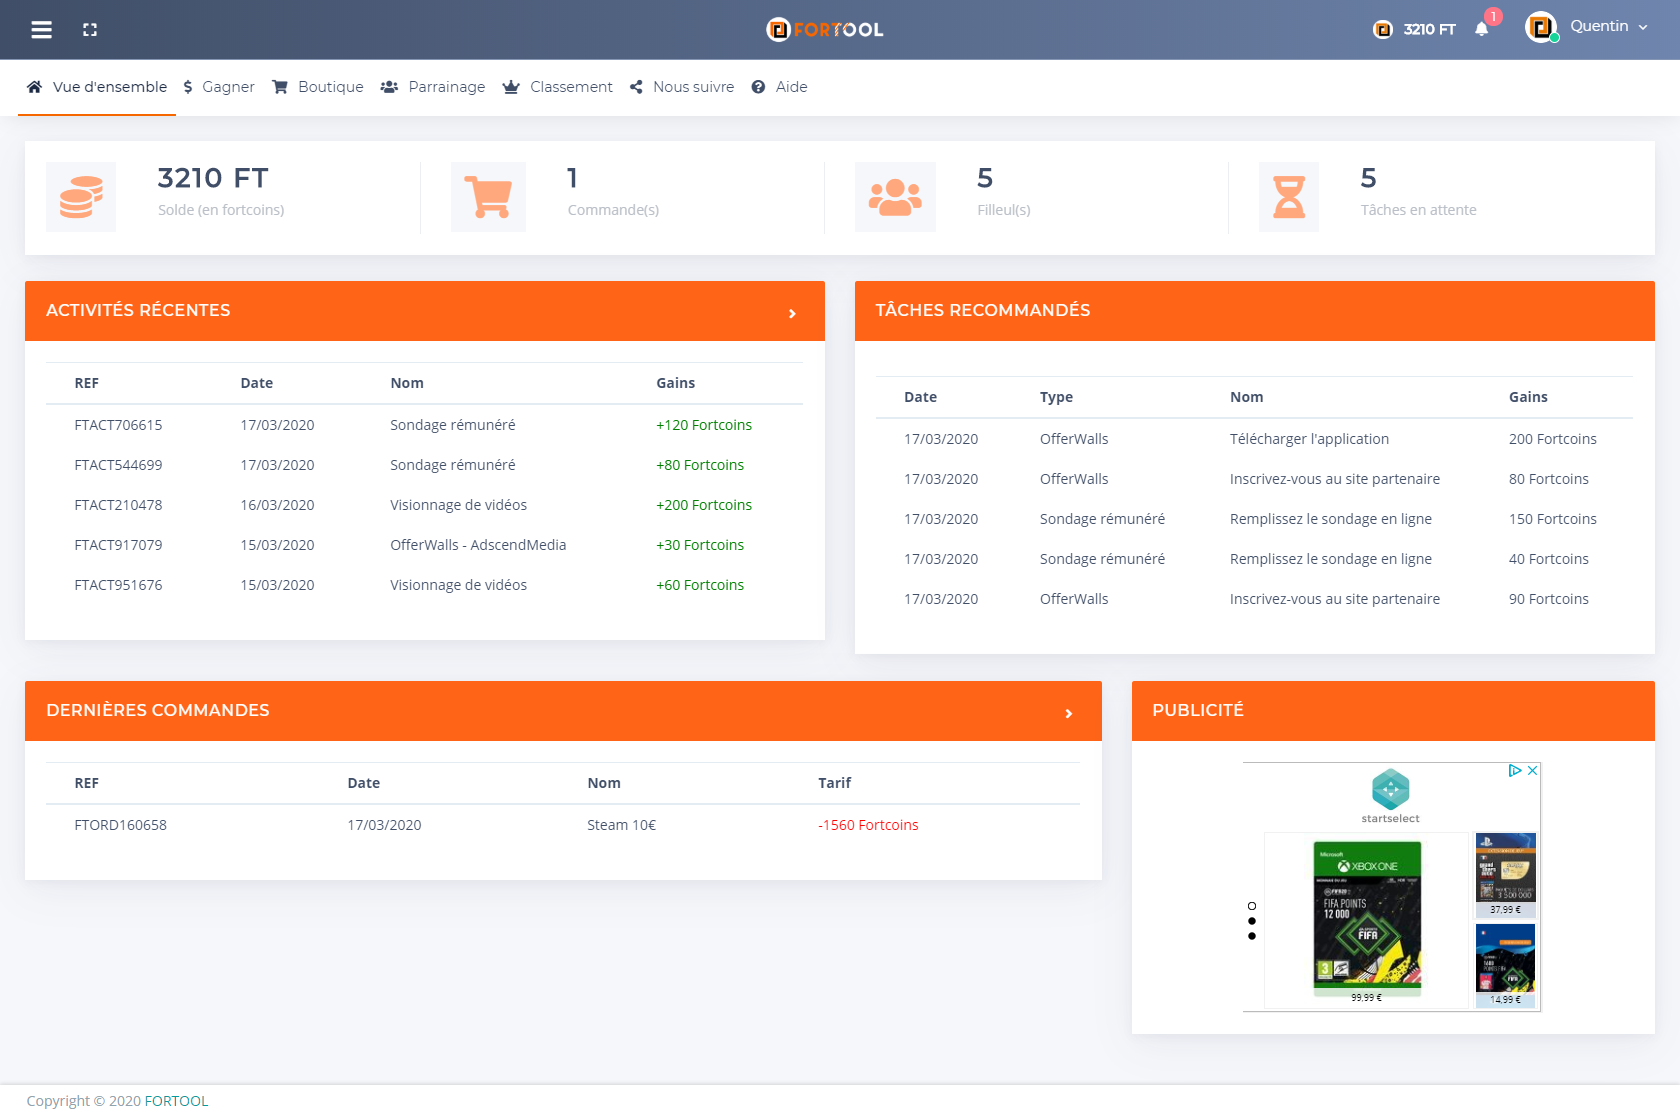 FORTOOL
3210 FT
1
Quentin
Vue d'ensemble
Gagner
Boutique
Parrainage
Classement
Nous suivre
Aide
3210 FT
Solde (en fortcoins)
1
Commande(s)
5
Filleul(s)
5
Tâches en attente
ACTIVITÉS RÉCENTES
REF Date Nom Gains
FTACT706615 17/03/2020 Sondage rémunéré +120 Fortcoins
FTACT544699 17/03/2020 Sondage rémunéré +80 Fortcoins
FTACT210478 16/03/2020 Visionnage de vidéos +200 Fortcoins
FTACT917079 15/03/2020 OfferWalls - AdscendMedia +30 Fortcoins
FTACT951676 15/03/2020 Visionnage de vidéos +60 Fortcoins
TÂCHES RECOMMANDÉS
Date Type Nom Gains
17/03/2020 OfferWalls Télécharger l'application 200 Fortcoins
17/03/2020 OfferWalls Inscrivez-vous au site partenaire 80 Fortcoins
17/03/2020 Sondage rémunéré Remplissez le sondage en ligne 150 Fortcoins
17/03/2020 Sondage rémunéré Remplissez le sondage en ligne 40 Fortcoins
17/03/2020 OfferWalls Inscrivez-vous au site partenaire 90 Fortcoins
DERNIÈRES COMMANDES
REF Date Nom Tarif
FTORD160658 17/03/2020 Steam 10€ -1560 Fortcoins
PUBLICITÉ
startselect
Microsoft
XBOX ONE
FIFA POINTS
12 000
FIFA
3
99,99 €
3 500 000
37,99 €
14,99 €
Copyright © 2020 FORTOOL